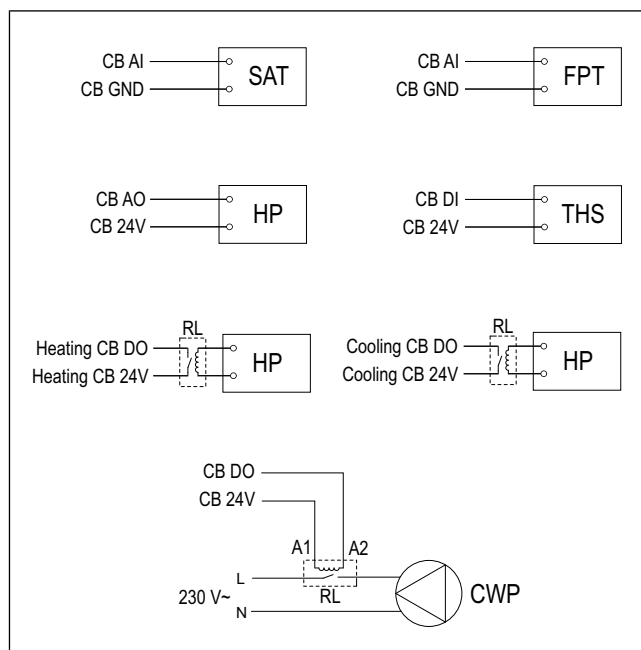 CB AI
CB GND
SAT
CB AI
CB GND
FPT
CB AO
CB 24V
HP
CB DI
CB 24V
THS
RL
Heating CB DO
Heating CB 24V
HP
RL
Cooling CB DO
Cooling CB 24V
HP
CB DO
CB 24V
A1 A2
L
RL
230 V~
N
CWP